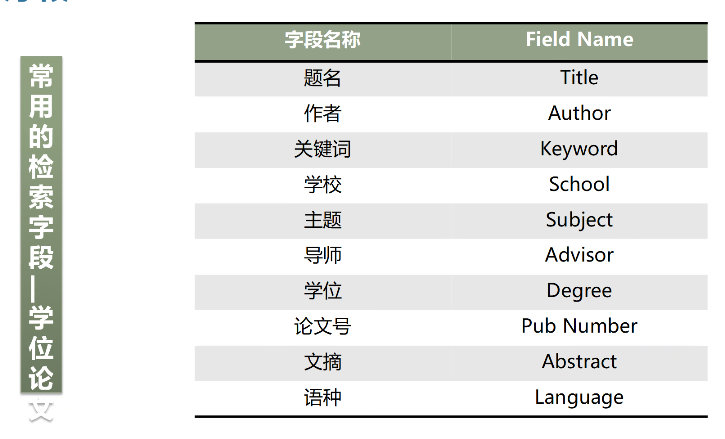 常用的检索字段—学位论文
字段名称 Field Name
题名 Title
作者 Author
关键词 Keyword
学校 School
主题 Subject
导师 Advisor
学位 Degree
论文号 Pub Number
文摘 Abstract
语种 Language